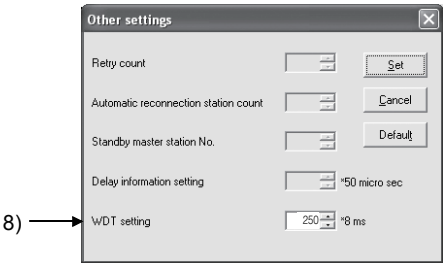 Other settings
Retry count
Set
Automatic reconnection station count
Cancel
Standby master station No.
Default
Delay information setting
*50 micro sec
8)
WDT setting
250
*8 ms